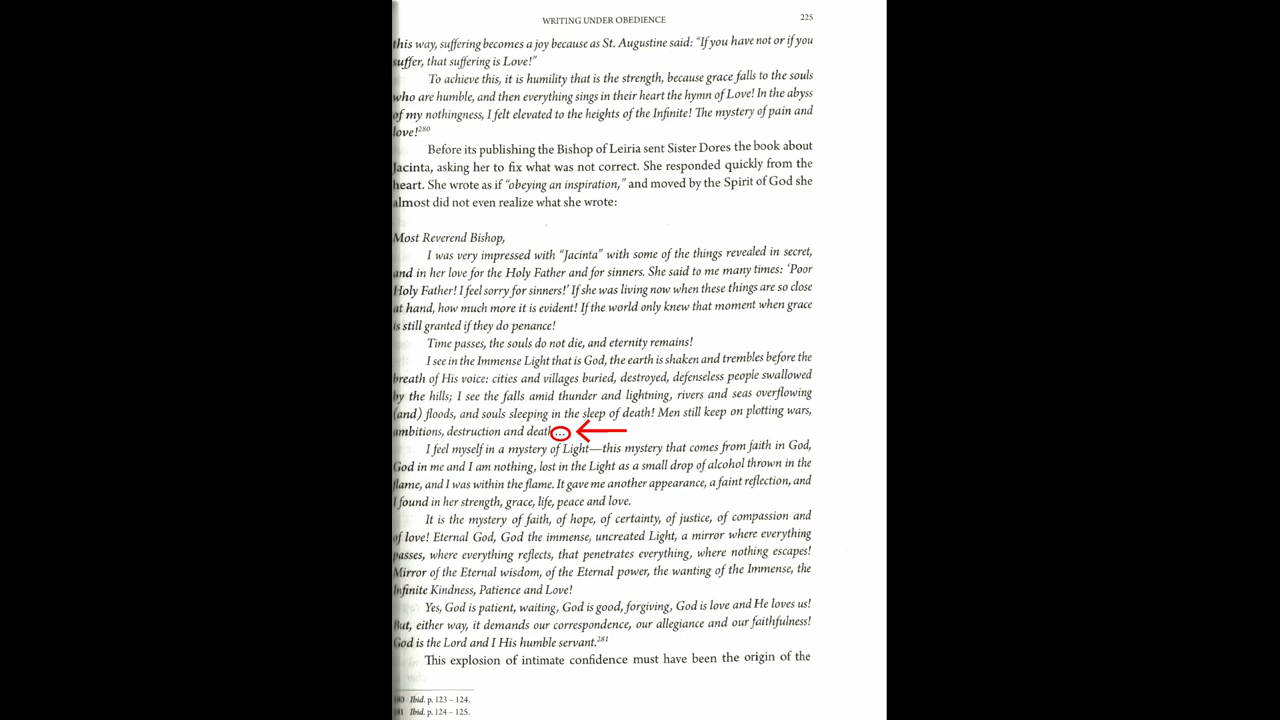 WRITING UNDER OBEDIENCE 225
this way, suffering becomes a joy because as St. Augustine said: “If you have not or if you
suffer, that suffering is Love!”
To achieve this, it is humility that is the strength, because grace falls to the souls
who are humble, and then everything sings in their heart the hymn of Love! In the abyss
of my nothingness, I felt elevated to the heights of the Infinite! The mystery of pain and
love!280
Before its publishing the Bishop of Leiria sent Sister Dores the book about
Jacinta, asking her to fix what was not correct. She responded quickly from the
heart. She wrote as if “obeying an inspiration,” and moved by the Spirit of God she
almost did not even realize what she wrote:
Most Reverend Bishop,
I was very impressed with “Jacinta” with some of the things revealed in secret,
and in her love for the Holy Father and for sinners. She said to me many times: ‘Poor
Holy Father! I feel sorry for sinners!’ If she was living now when these things are so close
at hand, how much more it is evident! If the world only knew that moment when grace
is still granted if they do penance!
Time passes, the souls do not die, and eternity remains!
I see in the Immense Light that is God, the earth is shaken and trembles before the
breath of His voice: cities and villages buried, destroyed, defenseless people swallowed
by the hills; I see the falls amid thunder and lightning, rivers and seas overflowing
(and) floods, and souls sleeping in the sleep of death! Men still keep on plotting wars,
ambitions, destruction and death...
I feel myself in a mystery of Light—this mystery that comes from faith in God,
God in me and I am nothing, lost in the Light as a small drop of alcohol thrown in the
flame, and I was within the flame. It gave me another appearance, a faint reflection, and
I found in her strength, grace, life, peace and love.
It is the mystery of faith, of hope, of certainty, of justice, of compassion and
of love! Eternal God, God the immense, uncreated Light, a mirror where everything
passes, where everything reflects, that penetrates everything, where nothing escapes!
Mirror of the Eternal wisdom, of the Eternal power, the wanting of the Immense, the
Infinite Kindness, Patience and Love!
Yes, God is patient, waiting, God is good, forgiving, God is love and He loves us!
But, either way, it demands our correspondence, our allegiance and our faithfulness!
God is the Lord and I His humble servant.281
This explosion of intimate confidence must have been the origin of the
280 Ibid. p. 123 – 124.
281 Ibid. p. 124 – 125.